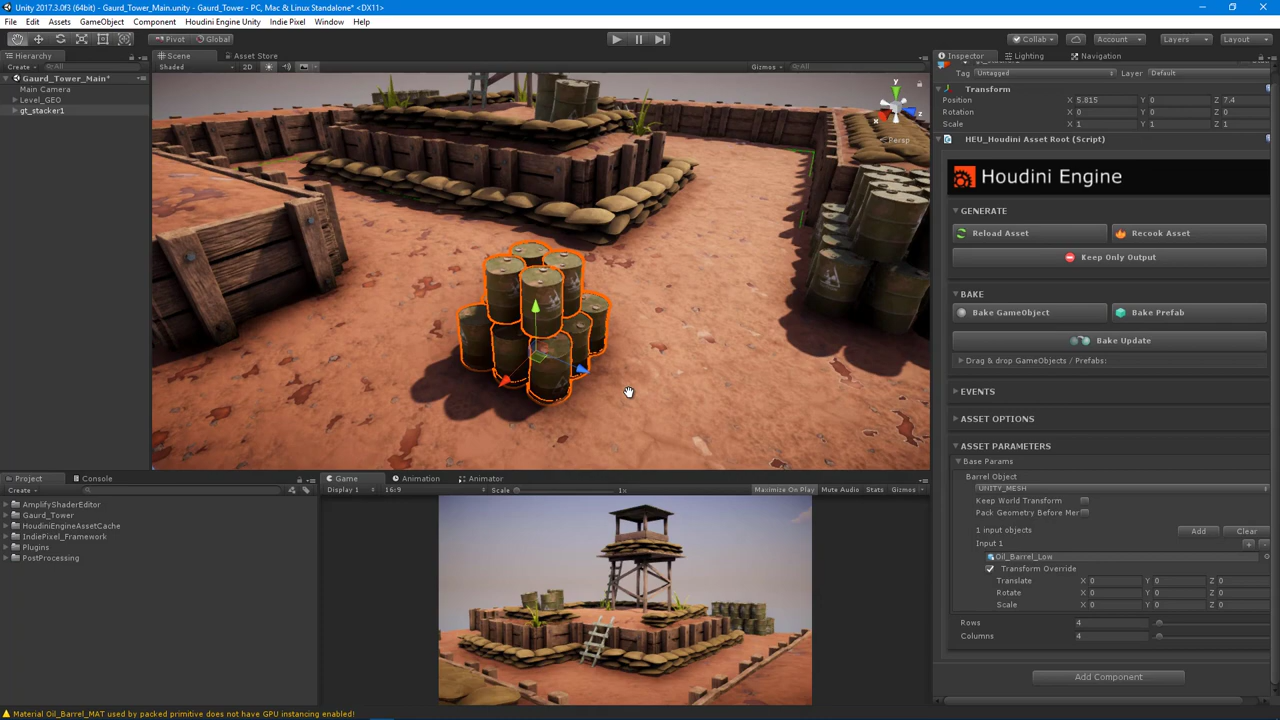 Unity 2017.3.0f3 (64bit) - Gaurd_Tower_Main.unity - Gaurd_Tower - PC, Mac & Linux Standalone* <DX11>
File Edit Assets GameObject Component Houdini Engine Unity Indie Pixel Window Help
Pivot Global
Collab Account Layers Layout
Hierarchy
Create All
Gaurd_Tower_Main*
Main Camera
Level_GEO
gt_stacker1
Scene Asset Store
Shaded 2D Gizmos All
y
x
z
Persp
Inspector Lighting Navigation
Tag Untagged Layer Default
Transform
Position X 5.815 Y 0 Z 7.4
Rotation X 0 Y 0 Z 0
Scale X 1 Y 1 Z 1
HEU_Houdini Asset Root (Script)
Houdini Engine
GENERATE
Reload Asset Recook Asset
Keep Only Output
BAKE
Bake GameObject Bake Prefab
Bake Update
Drag & drop GameObjects / Prefabs:
EVENTS
ASSET OPTIONS
ASSET PARAMETERS
Base Params
Barrel Object
UNITY_MESH
Keep World Transform
Pack Geometry Before Mer
1 input objects Add Clear
Input 1 + -
Oil_Barrel_Low
Transform Override
Translate X 0 Y 0 Z 0
Rotate X 0 Y 0 Z 0
Scale X 0 Y 0 Z 0
Rows 4
Columns 4
Add Component
Project Console
Create
AmplifyShaderEditor
Gaurd_Tower
HoudiniEngineAssetCache
IndiePixel_Framework
Plugins
PostProcessing
Game Animation Animator
Display 1 16:9 Scale 1x Maximize On Play Mute Audio Stats Gizmos
Material Oil_Barrel_MAT used by packed primitive does not have GPU instancing enabled!